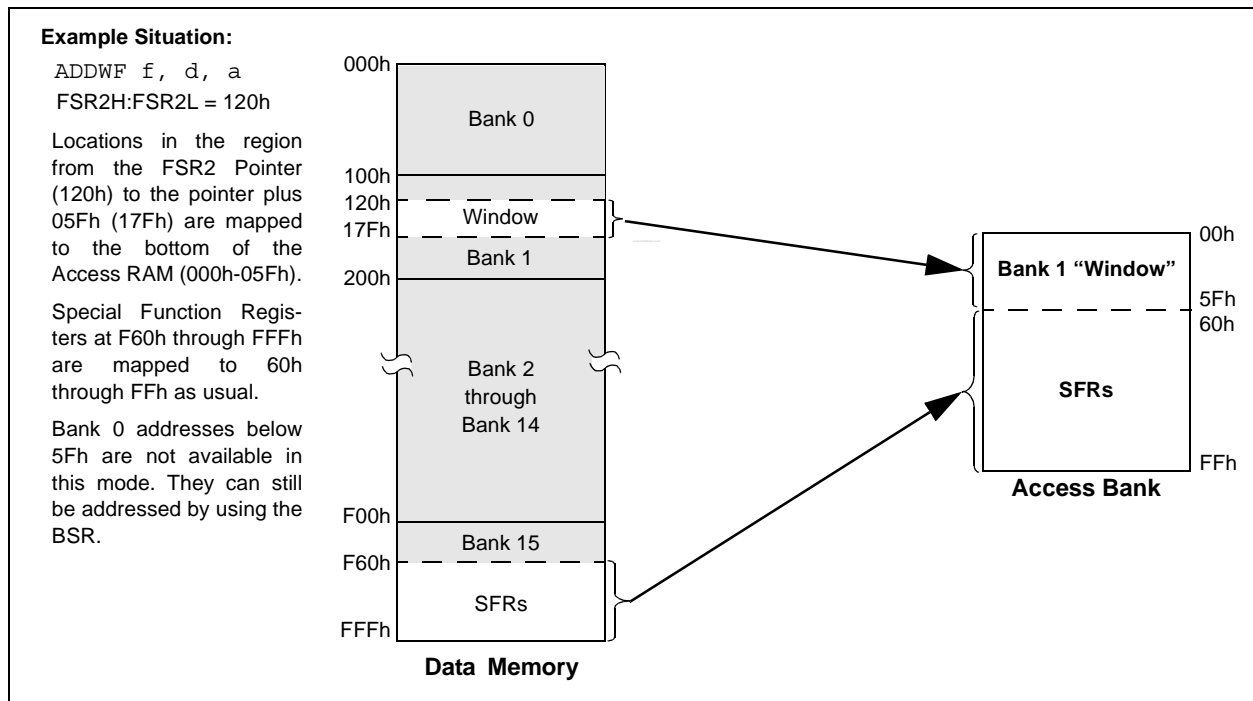 Example Situation:
ADDWF f, d, a
FSR2H:FSR2L = 120h
Locations in the region
from the FSR2 Pointer
(120h) to the pointer plus
05Fh (17Fh) are mapped
to the bottom of the
Access RAM (000h-05Fh).
Special Function Regis-
ters at F60h through FFFh
are mapped to 60h
through FFh as usual.
Bank 0 addresses below
5Fh are not available in
this mode. They can still
be addressed by using the
BSR.
000h
Bank 0
100h
120h
Window
17Fh
Bank 1
200h
Bank 2
through
Bank 14
F00h
Bank 15
F60h
SFRs
FFFh
Data Memory
00h
Bank 1 “Window”
5Fh
60h
SFRs
FFh
Access Bank